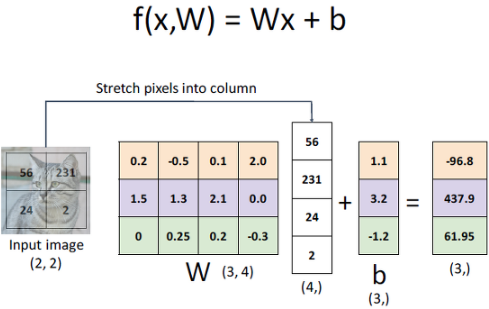 f(x,W) = Wx + b
Stretch pixels into column
56 231
24 2
Input image
(2, 2)
0.2 -0.5 0.1 2.0
1.5 1.3 2.1 0.0
0 0.25 0.2 -0.3
W (3, 4)
56
231
24
2
(4,)
+
1.1
3.2
-1.2
b
(3,)
=
-96.8
437.9
61.95
(3,)